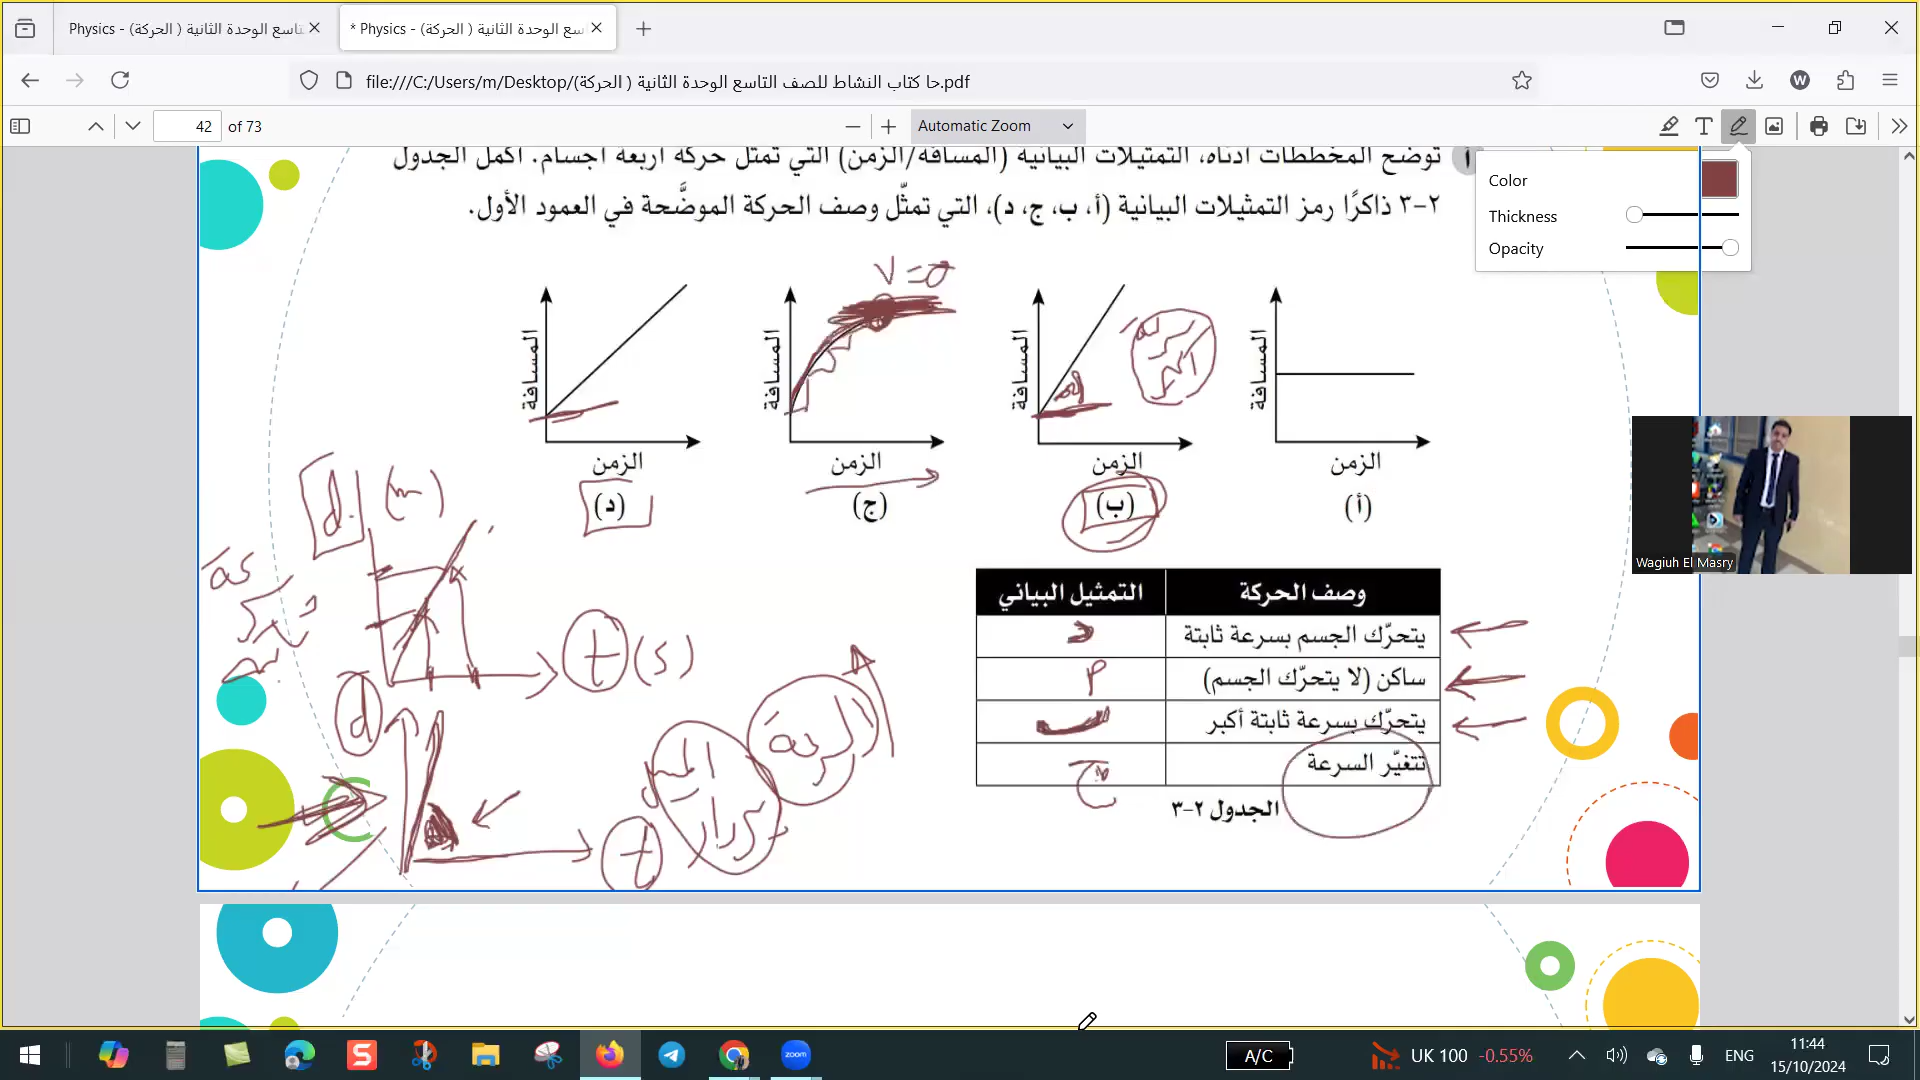 Physics - تاسع الوحدة الثانية ( الحركة)
* Physics - سع الوحدة الثانية ( الحركة)
file:///C:/Users/m/Desktop/حا كتاب النشاط للصف التاسع الوحدة الثانية ( الحركة).pdf
42 of 73
Automatic Zoom
Color
Thickness
Opacity
توضح المخططات أدناه، التمثيلات البيانية (المسافة/الزمن) التي تمثل حركة أربعة أجسام. أكمل الجدول
٢-٣ ذاكرًا رمز التمثيلات البيانية (أ، ب، ج، د)، التي تمثّل وصف الحركة الموضَّحة في العمود الأول.
V = 0
المسافة
الزمن
(أ)
المسافة
الزمن
(ب)
المسافة
الزمن
(ج)
المسافة
الزمن
(د)
d (m)
t (s)
d
t
وصف الحركة التمثيل البياني
يتحرّك الجسم بسرعة ثابتة د
ساكن (لا يتحرّك الجسم) أ
يتحرّك بسرعة ثابتة أكبر ب
تتغيّر السرعة ج
الجدول ٢-٣
Wagiuh El Masry
zoom
A/C
UK 100 -0.55%
ENG
11:44
15/10/2024